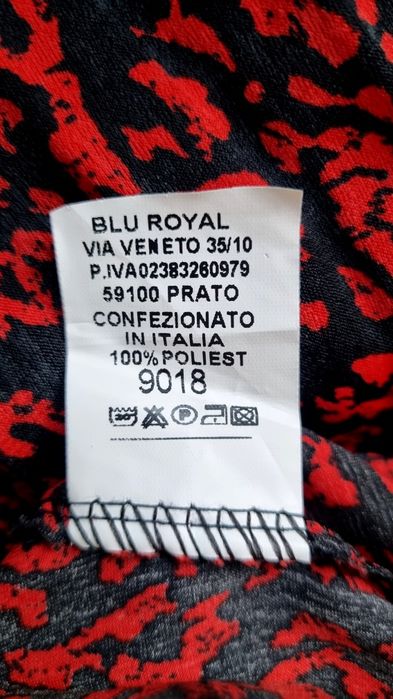 BLU ROYAL
VIA VENETO 35/10
P.IVA02383260979
59100 PRATO
CONFEZIONATO
IN ITALIA
100% POLIEST
9018
P